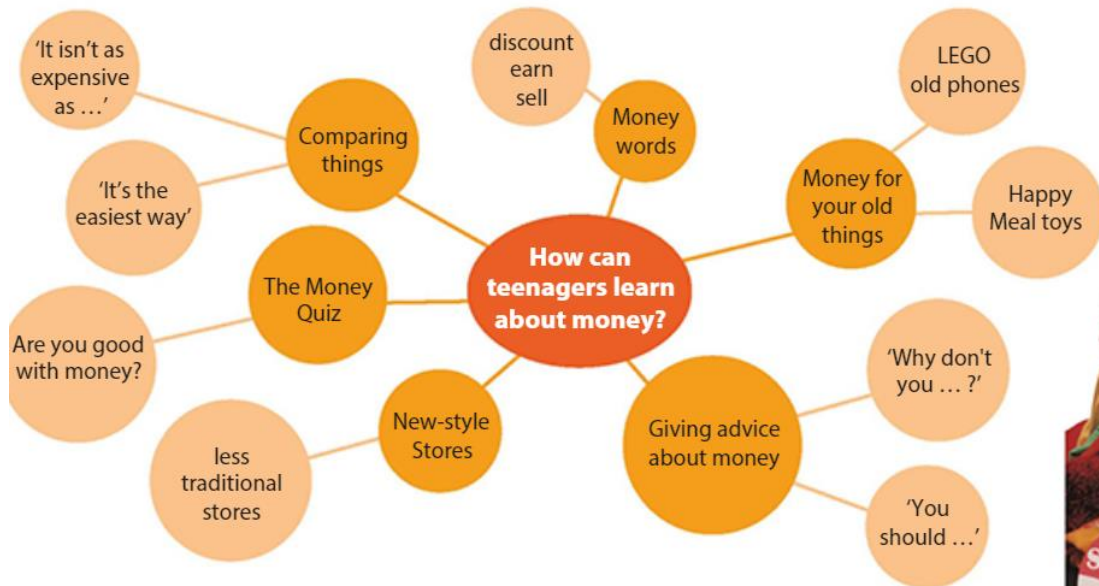 How can
teenagers learn
about money?
Comparing
things
'It isn't as
expensive
as ...'
'It's the
easiest way'
Money
words
discount
earn
sell
Money for
your old
things
LEGO
old phones
Happy
Meal toys
The Money
Quiz
Are you good
with money?
New-style
Stores
less
traditional
stores
Giving advice
about money
'Why don't
you ... ?'
'You
should ...'